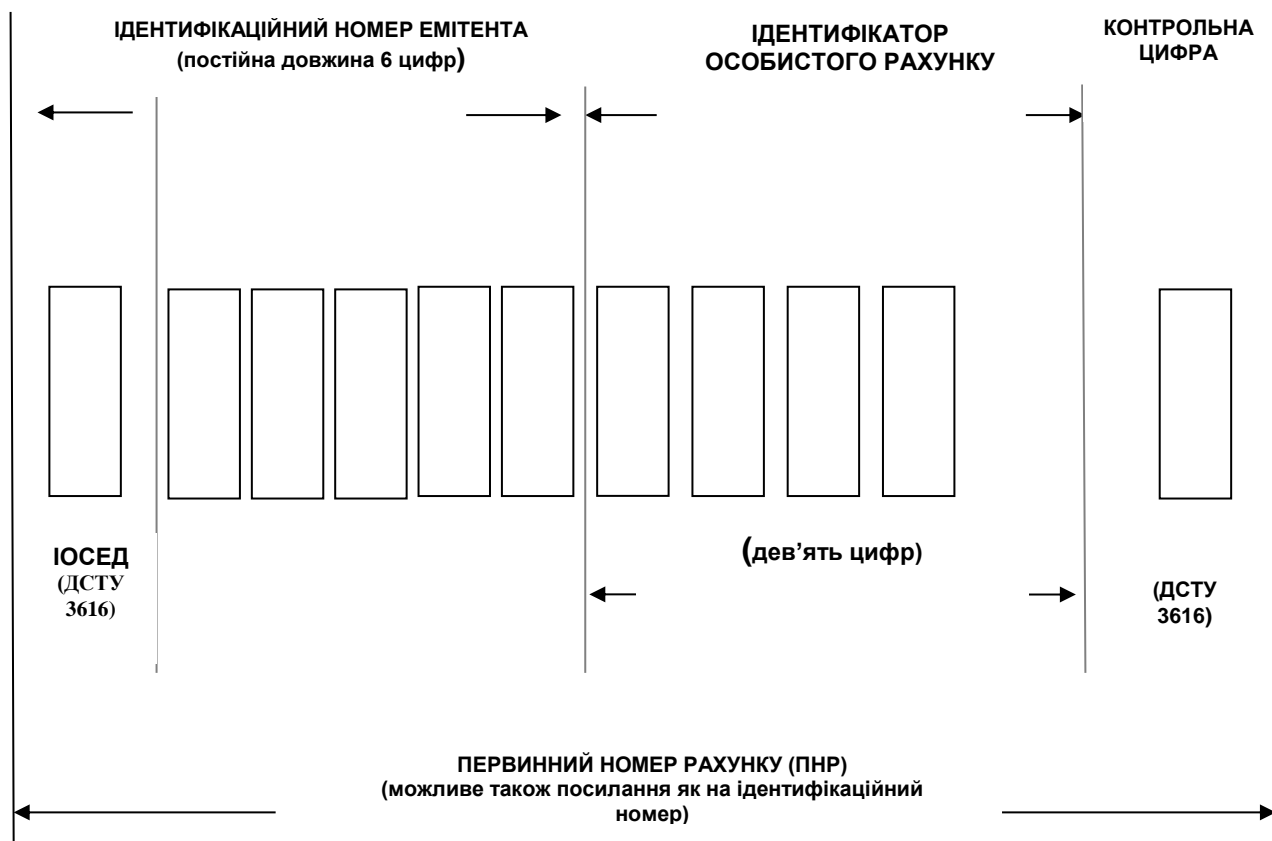 ІДЕНТИФІКАЦІЙНИЙ НОМЕР ЕМІТЕНТА
(постійна довжина 6 цифр)
ІДЕНТИФІКАТОР
ОСОБИСТОГО РАХУНКУ
КОНТРОЛЬНА
ЦИФРА
ІОСЕД
(ДСТУ
3616)
(дев’ять цифр)
(ДСТУ
3616)
ПЕРВИННИЙ НОМЕР РАХУНКУ (ПНР)
(можливе також посилання як на ідентифікаційний
номер)